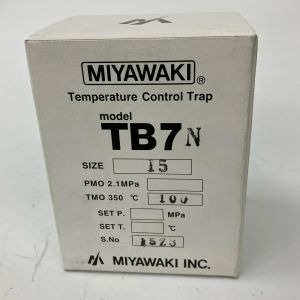 MIYAWAKI ®
Temperature Control Trap
model
TB7N
SIZE 15
PMO 2.1MPa
TMO 350 ℃ 100
SET P. MPa
SET T. ℃
S.No 1523
MIYAWAKI INC.